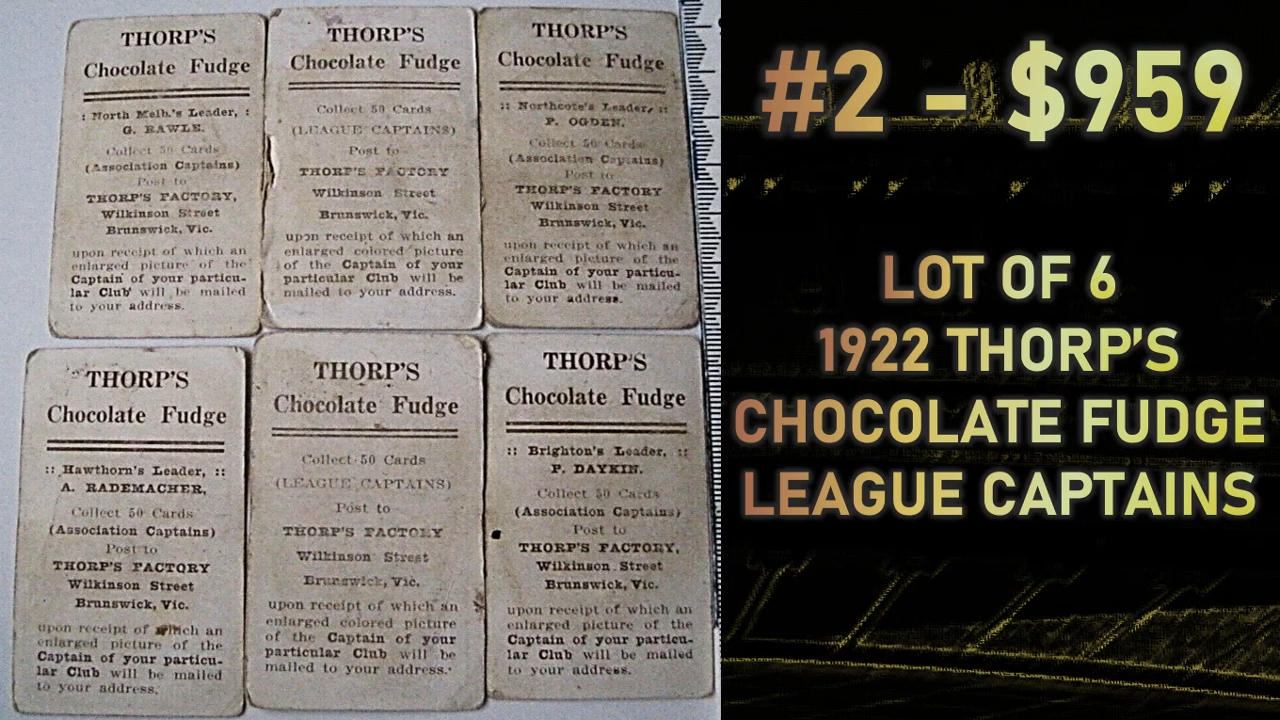 THORP'S
Chocolate Fudge
: North Melb.'s Leader, :
G. RAWLE.
Collect 50 Cards
(Association Captains)
Post to
THORP'S FACTORY,
Wilkinson Street
Brunswick, Vic.
upon receipt of which an
enlarged picture of the
Captain of your particu-
lar Club will be mailed
to your address.
THORP'S
Chocolate Fudge
Collect 50 Cards
(LEAGUE CAPTAINS)
Post to
THORP'S FACTORY
Wilkinson Street
Brunswick, Vic.
upon receipt of which an
enlarged colored picture
of the Captain of your
particular Club will be
mailed to your address.
THORP'S
Chocolate Fudge
:: Northcote's Leader, ::
P. OGDEN.
Collect 50 Cards
(Association Captains)
Post to
THORP'S FACTORY
Wilkinson Street
Brunswick, Vic.
upon receipt of which an
enlarged picture of the
Captain of your particu-
lar Club will be mailed
to your address.
THORP'S
Chocolate Fudge
:: Hawthorn's Leader, ::
A. RADEMACHER,
Collect 50 Cards
(Association Captains)
Post to
THORP'S FACTORY
Wilkinson Street
Brunswick, Vic.
upon receipt of which an
enlarged picture of the
Captain of your particu-
lar Club will be mailed
to your address.
THORP'S
Chocolate Fudge
Collect 50 Cards
(LEAGUE CAPTAINS)
Post to
THORP'S FACTORY
Wilkinson Street
Brunswick, Vic.
upon receipt of which an
enlarged colored picture
of the Captain of your
particular Club will be
mailed to your address.
THORP'S
Chocolate Fudge
:: Brighton's Leader, ::
P. DAYKIN.
Collect 50 Cards
(Association Captains)
Post to
THORP'S FACTORY,
Wilkinson Street
Brunswick, Vic.
upon receipt of which an
enlarged picture of the
Captain of your particu-
lar Club will be mailed
to your address.
#2 - $959
LOT OF 6
1922 THORP'S
CHOCOLATE FUDGE
LEAGUE CAPTAINS